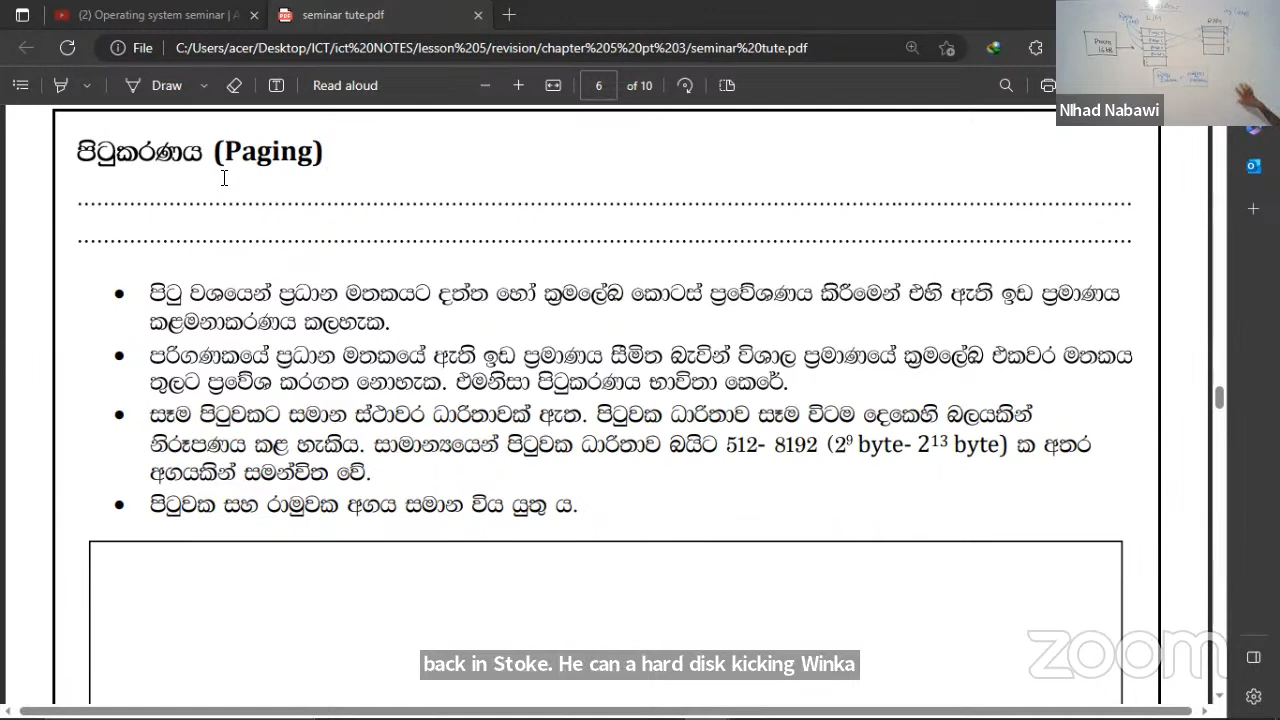 (2) Operating system seminar |
seminar tute.pdf
File
C:/Users/acer/Desktop/ICT/ict%20NOTES/lesson%205/revision/chapter%205%20pt%203/seminar%20tute.pdf
Draw
Read aloud
6 of 10
NIhad Nabawi
පිටුකරණය (Paging)
• පිටු වශයෙන් ප්‍රධාන මතකයට දත්ත හෝ ක්‍රමලේඛ කොටස් ප්‍රවේශණය කිරීමෙන් එහි ඇති ඉඩ ප්‍රමාණය
කළමනාකරණය කලහැක.
• පරිගණකයේ ප්‍රධාන මතකයේ ඇති ඉඩ ප්‍රමාණය සීමිත බැවින් විශාල ප්‍රමාණයේ ක්‍රමලේඛ එකවර මතකය
තුලට ප්‍රවේශ කරගත නොහැක. එමනිසා පිටුකරණය භාවිතා කෙරේ.
• සෑම පිටුවකට සමාන ස්ථාවර ධාරිතාවක් ඇත. පිටුවක ධාරිතාව සෑම විටම දෙකෙහි බලයකින්
නිරූපණය කළ හැකිය. සාමාන්‍යයෙන් පිටුවක ධාරිතාව බයිට 512- 8192 (2⁹ byte- 2¹³ byte) ක අතර
අගයකින් සමන්විත වේ.
• පිටුවක සහ රාමුවක අගය සමාන විය යුතු ය.
zoom
back in Stoke. He can a hard disk kicking Winka